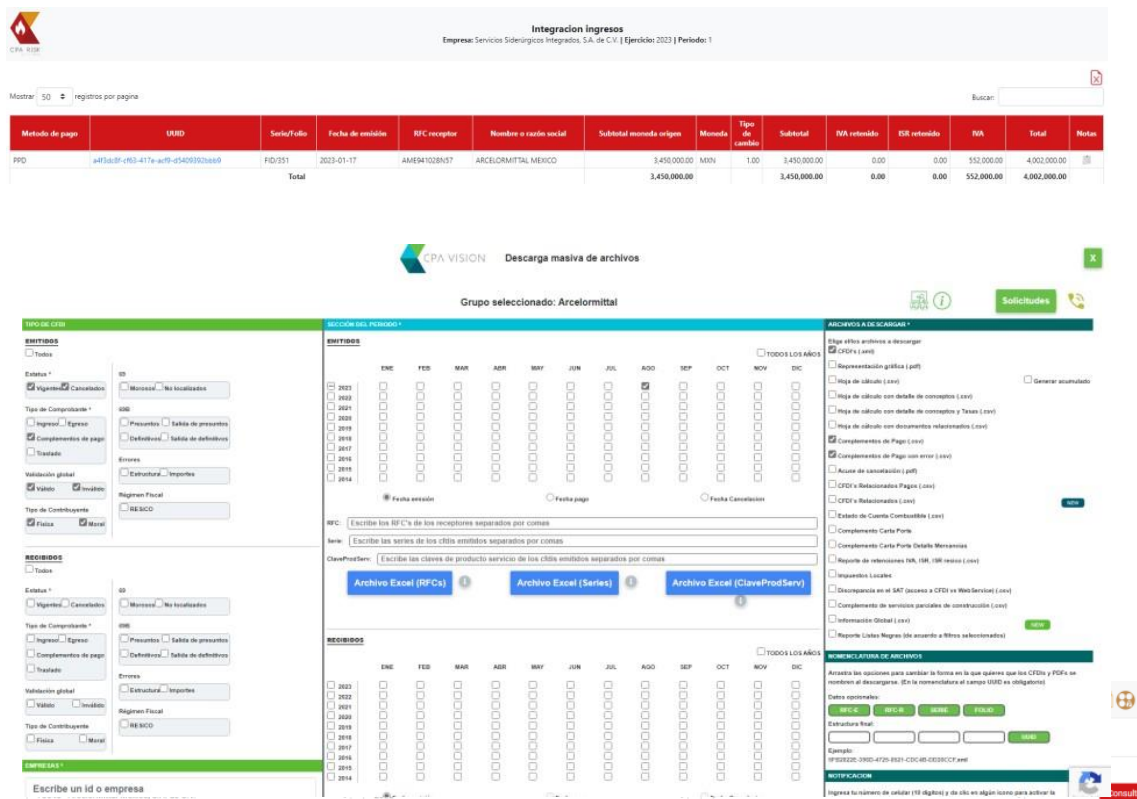 CPA RISK
Integracion ingresos
Empresa: Servicios Siderúrgicos Integrados, S.A. de C.V. | Ejercicio: 2023 | Periodo: 1
Mostrar 50 registros por pagina
Buscar:
Metodo de pago UUID Serie/Folio Fecha de emisión RFC receptor Nombre o razón social Subtotal moneda origen Moneda Tipo de cambio Subtotal IVA retenido ISR retenido IVA Total Notas
PPD FID/351 2023-01-17 AME941028N57 ARCELORMITTAL MEXICO 3,450,000.00 MXN 1.00 3,450,000.00 0.00 0.00 552,000.00 4,002,000.00
Total 3,450,000.00 3,450,000.00 0.00 0.00 552,000.00 4,002,000.00
CPA VISION Descarga masiva de archivos X
Grupo seleccionado: Arcelormittal
Solicitudes
TIPO DE CFDI
EMITIDOS
Todos
Estatus * 69
Vigentes Cancelados Morosos No localizados
Tipo de Comprobante * 69B
Ingreso Egreso Presuntos Salida de presuntos
Complementos de pago Definitivos Salida de definitivos
Traslado
Errores
Validación global Estructura Importes
Válido Inválido
Régimen Fiscal
Tipo de Contribuyente RESICO
Física Moral
RECIBIDOS
Todos
Estatus * 69
Vigentes Cancelados Morosos No localizados
Tipo de Comprobante * 69B
Ingreso Egreso Presuntos Salida de presuntos
Complementos de pago Definitivos Salida de definitivos
Traslado
Errores
Validación global Estructura Importes
Válido Inválido
Régimen Fiscal
Tipo de Contribuyente RESICO
Física Moral
EMPRESAS *
Escribe un id o empresa
SECCIÓN DEL PERIODO *
EMITIDOS
TODOS LOS AÑOS
ENE FEB MAR ABR MAY JUN JUL AGO SEP OCT NOV DIC
2023
2022
2021
2020
2019
2018
2017
2016
2015
2014
Fecha emisión Fecha pago Fecha Cancelacion
RFC: Escribe los RFC's de los receptores separados por comas
Serie: Escribe las series de los cfdis emitidos separados por comas
ClaveProdServ: Escribe las claves de producto servicio de los cfdis emitidos separados por comas
Archivo Excel (RFCs) Archivo Excel (Series) Archivo Excel (ClaveProdServ)
RECIBIDOS
TODOS LOS AÑOS
ENE FEB MAR ABR MAY JUN JUL AGO SEP OCT NOV DIC
2023
2022
2021
2020
2019
2018
2017
2016
2015
2014
ARCHIVOS A DESCARGAR *
Elige el/los archivos a descargar
CFDI's (.xml)
Representación gráfica (.pdf)
Hoja de cálculo (.csv) Generar acumulado
Hoja de cálculo con detalle de conceptos (.csv)
Hoja de cálculo con detalle de conceptos y Tasas (.csv)
Hoja de cálculo con documentos relacionados (.csv)
Complementos de Pago (.csv)
Complementos de Pago con error (.csv)
Acuse de cancelación (.pdf)
CFDI's Relacionados Pagos (.csv)
CFDI's Relacionados (.csv) NEW
Estado de Cuenta Combustible (.csv)
Complemento Carta Porte
Complemento Carta Porte Detalle Mercancías
Reporte de retenciones IVA, ISR, ISR resico (.csv)
Impuestos Locales
Discrepancia en el SAT (acceso a CFDI vs WebService) (.csv)
Complemento de servicios parciales de construcción (.csv)
Información Global (.csv) NEW
Reporte Listas Negras (de acuerdo a filtros seleccionados)
NOMENCLATURA DE ARCHIVOS
Arrastra las opciones para cambiar la forma en la que quieres que los CFDIs y PDFs se
nombren al descargarse. (En la nomenclatura el campo UUID es obligatorio)
Datos opcionales:
RFC-E RFC-R SERIE FOLIO
Estructura final:
UUID
Ejemplo:
NOTIFICACION
Ingresa tu número de celular (10 dígitos) y da clic en algún icono para activar la